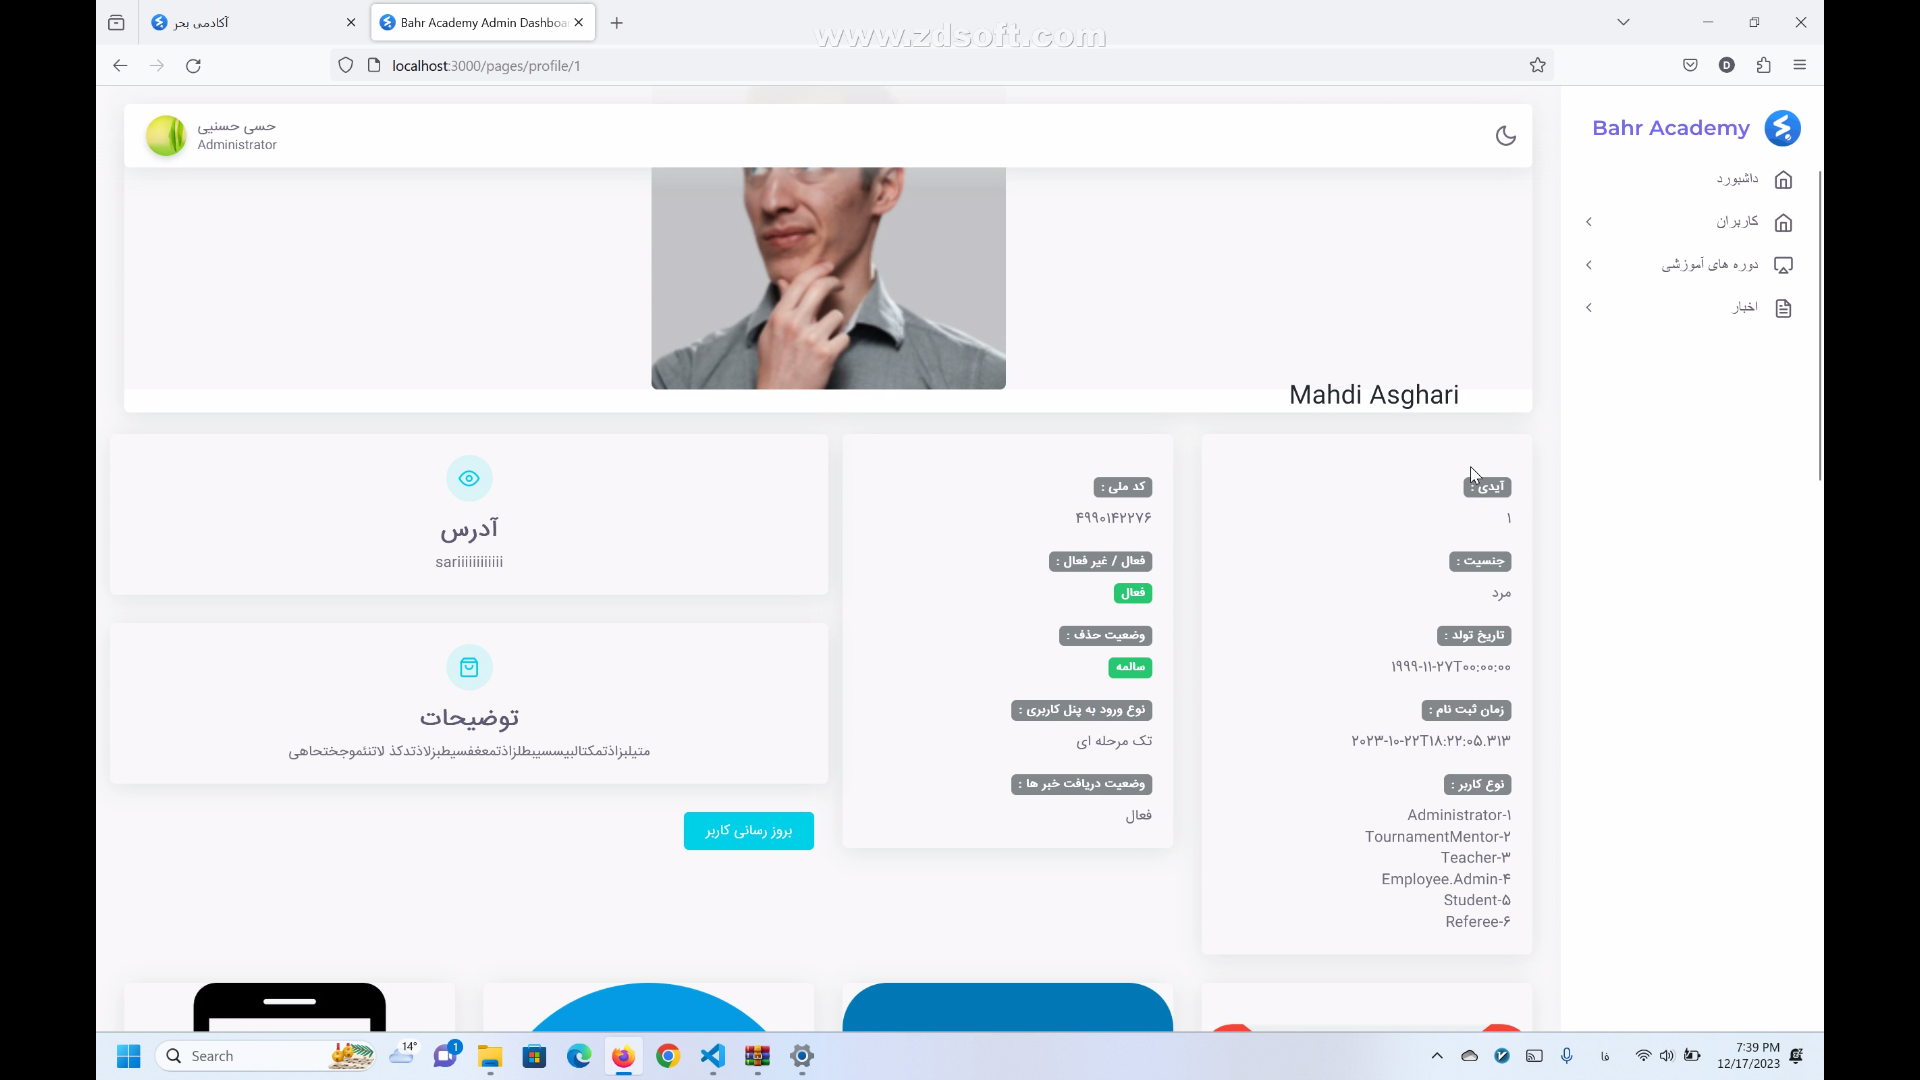 آکادمی بحر
Bahr Academy Admin Dashboa
www.zdsoft.com
localhost:3000/pages/profile/1
D
حسی حسنیی
Administrator
Bahr Academy
داشبورد
کاربران
دوره های آموزشی
اخبار
Mahdi Asghari
آیدی :
۱
جنسیت :
مرد
تاریخ تولد :
۱۹۹۹-۱۱-۲۷T۰۰:۰۰:۰۰
زمان ثبت نام :
۲۰۲۳-۱۰-۲۲T۱۸:۲۲:۰۵.۳۱۳
نوع کاربر :
Administrator-۱
TournamentMentor-۲
Teacher-۳
Employee.Admin-۴
Student-۵
Referee-۶
کد ملی :
۴۹۹۰۱۴۲۲۷۶
فعال / غیر فعال :
فعال
وضعیت حذف :
سالمه
نوع ورود به پنل کاربری :
تک مرحله ای
وضعیت دریافت خبر ها :
فعال
آدرس
sariiiiiiiiiiii
توضیحات
بروز رسانی کاربر
Search
14°
1
فا
7:39 PM
12/17/2023